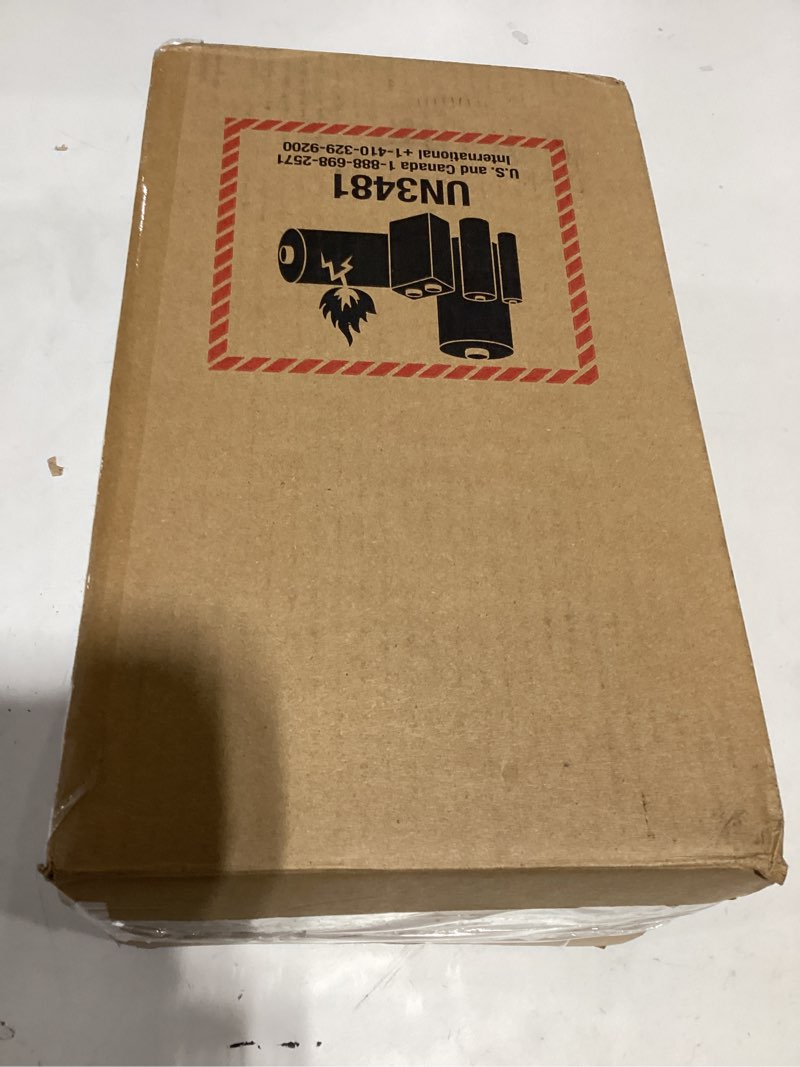 UN3481
U.S. and Canada 1-888-698-2571
International +1-410-329-9200